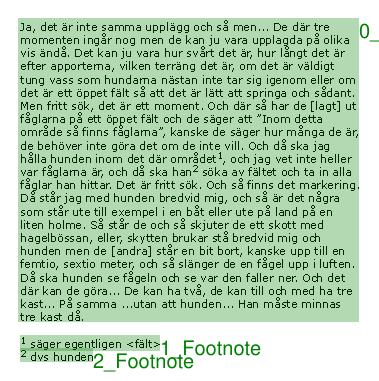 Ja, det är inte samma upplägg och så men... De där tre
momenten ingår nog men de kan ju vara upplagda på olika
vis ändå. Det kan ju vara hur svårt det är, hur långt det är
efter apporterna, vilken terräng det är, om det är väldigt
tung vass som hundarna nästan inte tar sig igenom eller om
det är ett öppet fält så att det är lätt att springa och sådant.
Men fritt sök, det är ett moment. Och där så har de [lagt] ut
fåglarna på ett öppet fält och de säger att ”Inom detta
område så finns fåglarna”, kanske de säger hur många de är,
de behöver inte göra det om de inte vill. Och då ska jag
hålla hunden inom det där området¹, och jag vet inte heller
var fåglarna är, och då ska han² söka av fältet och ta in alla
fåglar han hittar. Det är fritt sök. Och så finns det markering.
Då står jag med hunden bredvid mig, och så är det några
som står ute till exempel i en båt eller ute på land på en
liten holme. Så står de och så skjuter de ett skott med
hagelbössan, eller, skytten brukar stå bredvid mig och
hunden men de [andra] står en bit bort, kanske upp till en
femtio, sextio meter, och så slänger de en fågel upp i luften.
Då ska hunden se fågeln och se var den faller ner. Och det
där kan de göra... De kan ha två, de kan till och med ha tre
kast... På samma ...utan att hunden... Han måste minnas
tre kast då.
0_
¹ säger egentligen <fält>
1_Footnote
² dvs hunden
2_Footnote